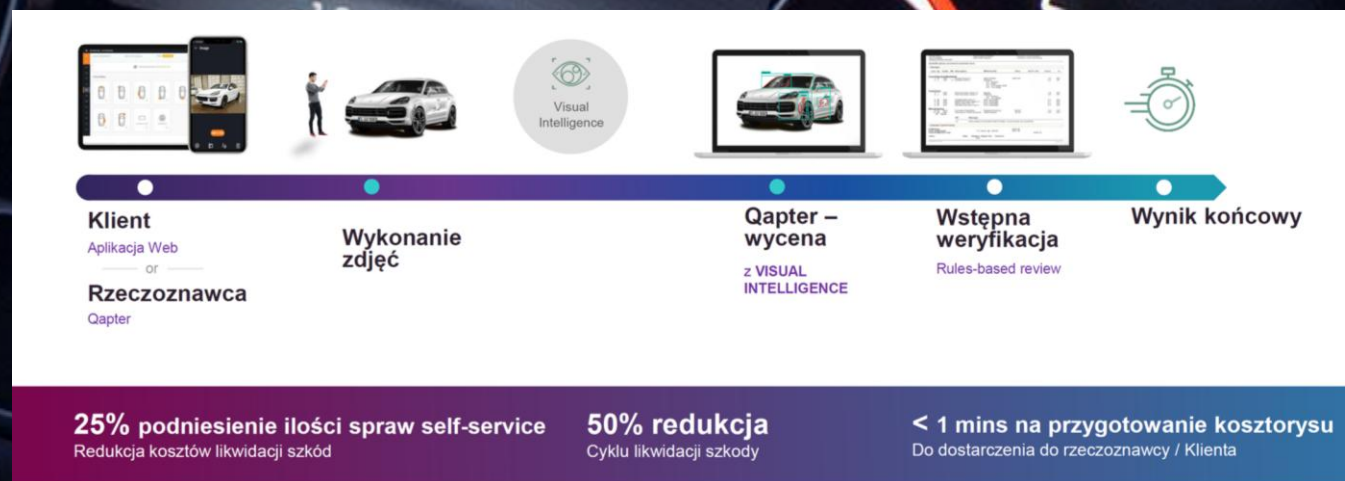 Visual
Intelligence
Klient
Aplikacja Web
or
Rzeczoznawca
Qapter
Wykonanie
zdjęć
Qapter –
wycena
z VISUAL
INTELLIGENCE
Wstępna
weryfikacja
Rules-based review
Wynik końcowy
25% podniesienie ilości spraw self-service
Redukcja kosztów likwidacji szkód
50% redukcja
Cyklu likwidacji szkody
< 1 mins na przygotowanie kosztorysu
Do dostarczenia do rzeczoznawcy / Klienta